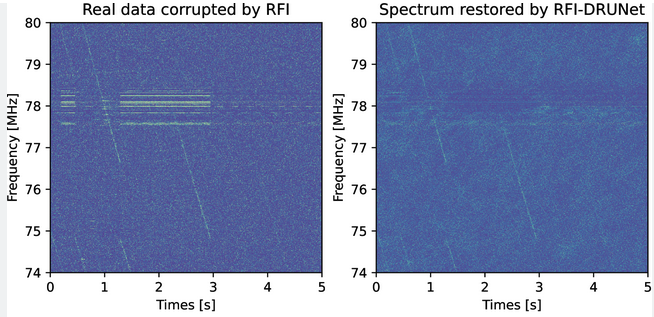 Real data corrupted by RFI
80
79
78
77
76
75
74
Frequency [MHz]
0 1 2 3 4 5
Times [s]
Spectrum restored by RFI-DRUNet
80
79
78
77
76
75
74
Frequency [MHz]
0 1 2 3 4 5
Times [s]